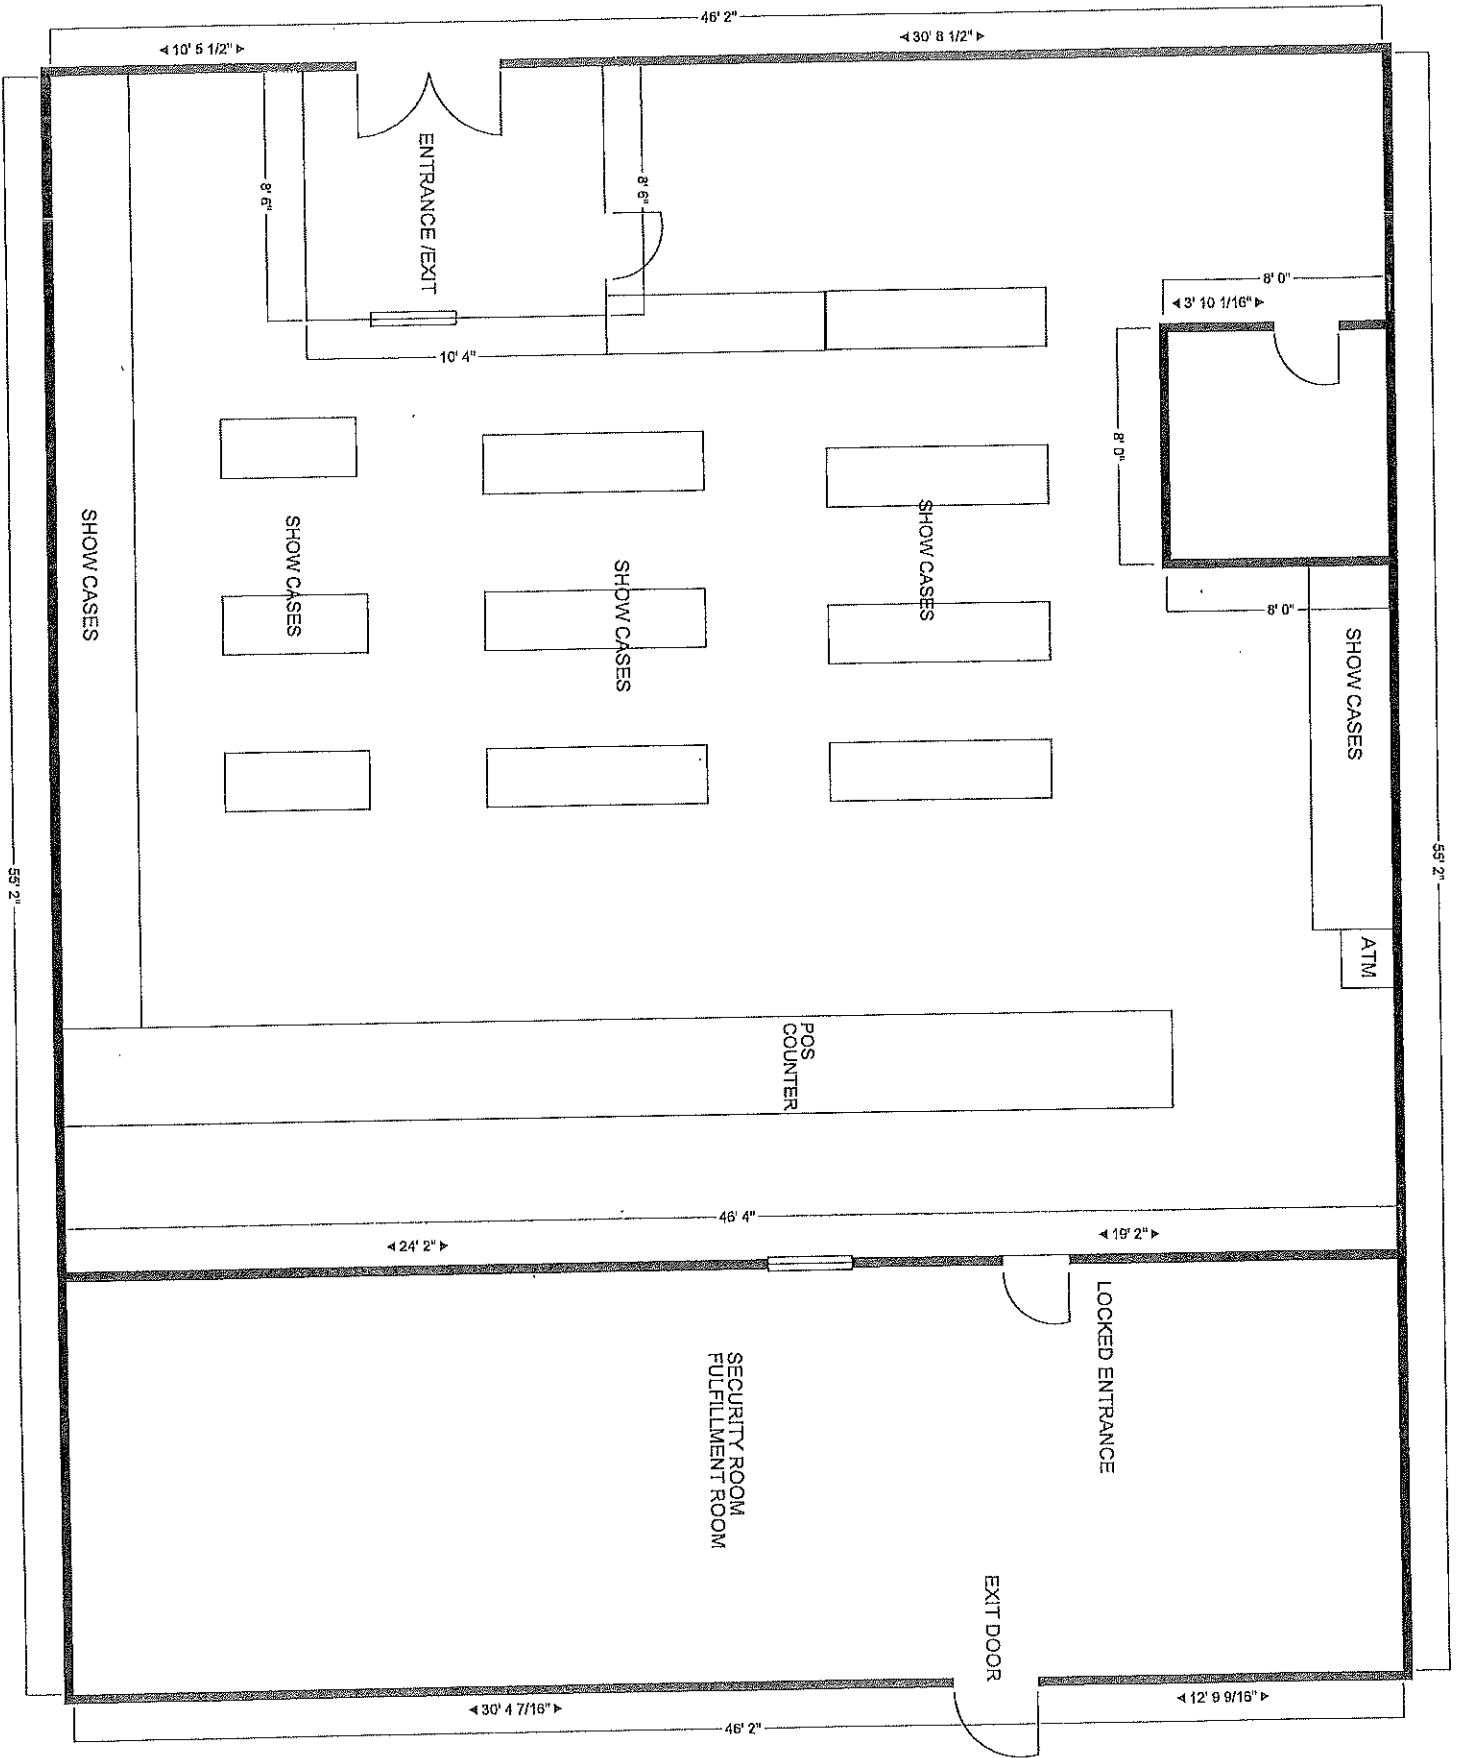 46' 2"
10' 5 1/2"
30' 8 1/2"
ENTRANCE /EXIT
8' 6"
8' 6"
8' 0"
3' 10 1/16"
10' 4"
8' 0"
SHOW CASES
SHOW CASES
SHOW CASES
SHOW CASES
8' 0"
SHOW CASES
55' 2"
55' 2"
ATM
POS
COUNTER
46' 4"
24' 2"
19' 2"
LOCKED ENTRANCE
SECURITY ROOM
FULFILLMENT ROOM
EXIT DOOR
30' 4 7/16"
12' 9 9/16"
46' 2"